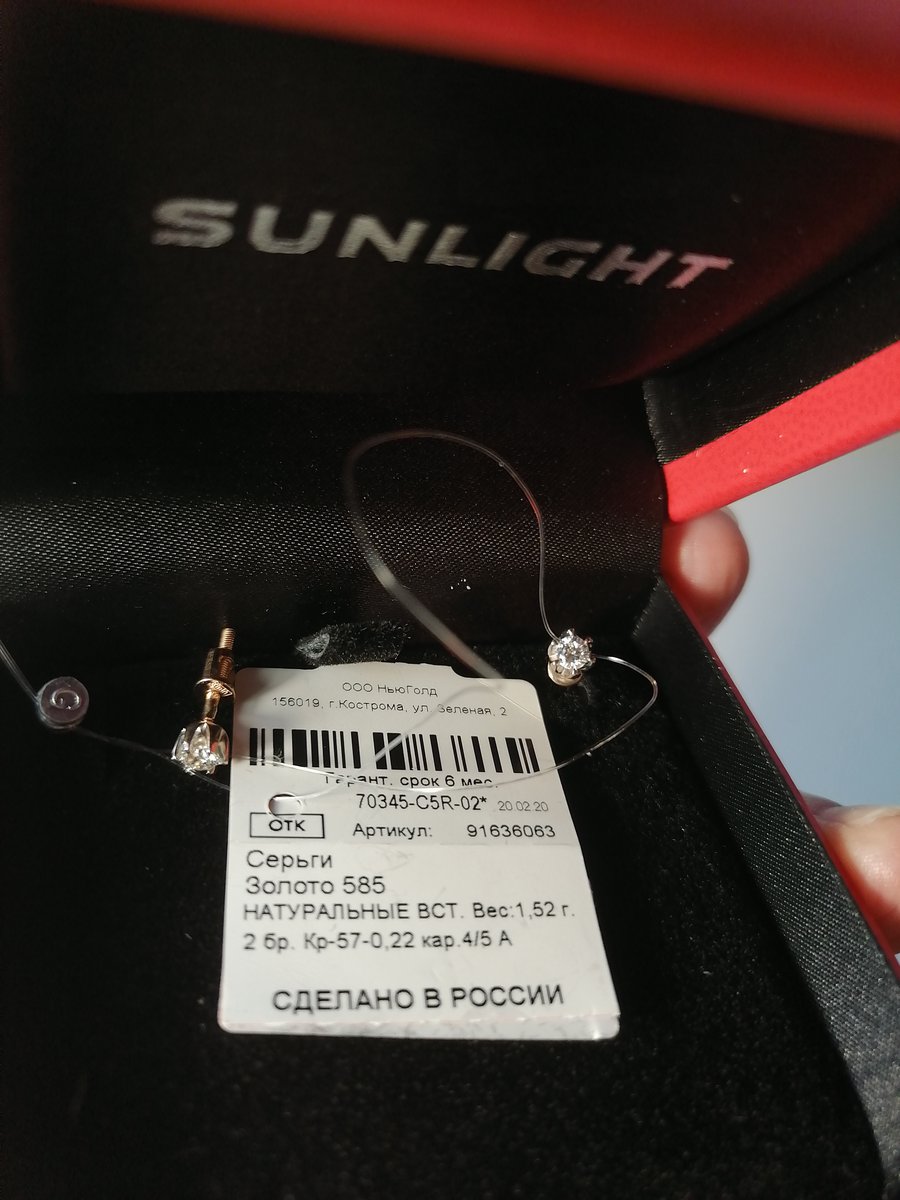 SUNLIGHT
ООО НьюГолд
156019, г.Кострома, ул. Зеленая, 2
Гарант. срок 6 мес.
70345-C5R-02* 20.02.20
ОТК Артикул: 91636063
Серьги
Золото 585
НАТУРАЛЬНЫЕ ВСТ. Вес:1,52 г.
2 бр. Кр-57-0,22 кар.4/5 А
СДЕЛАНО В РОССИИ